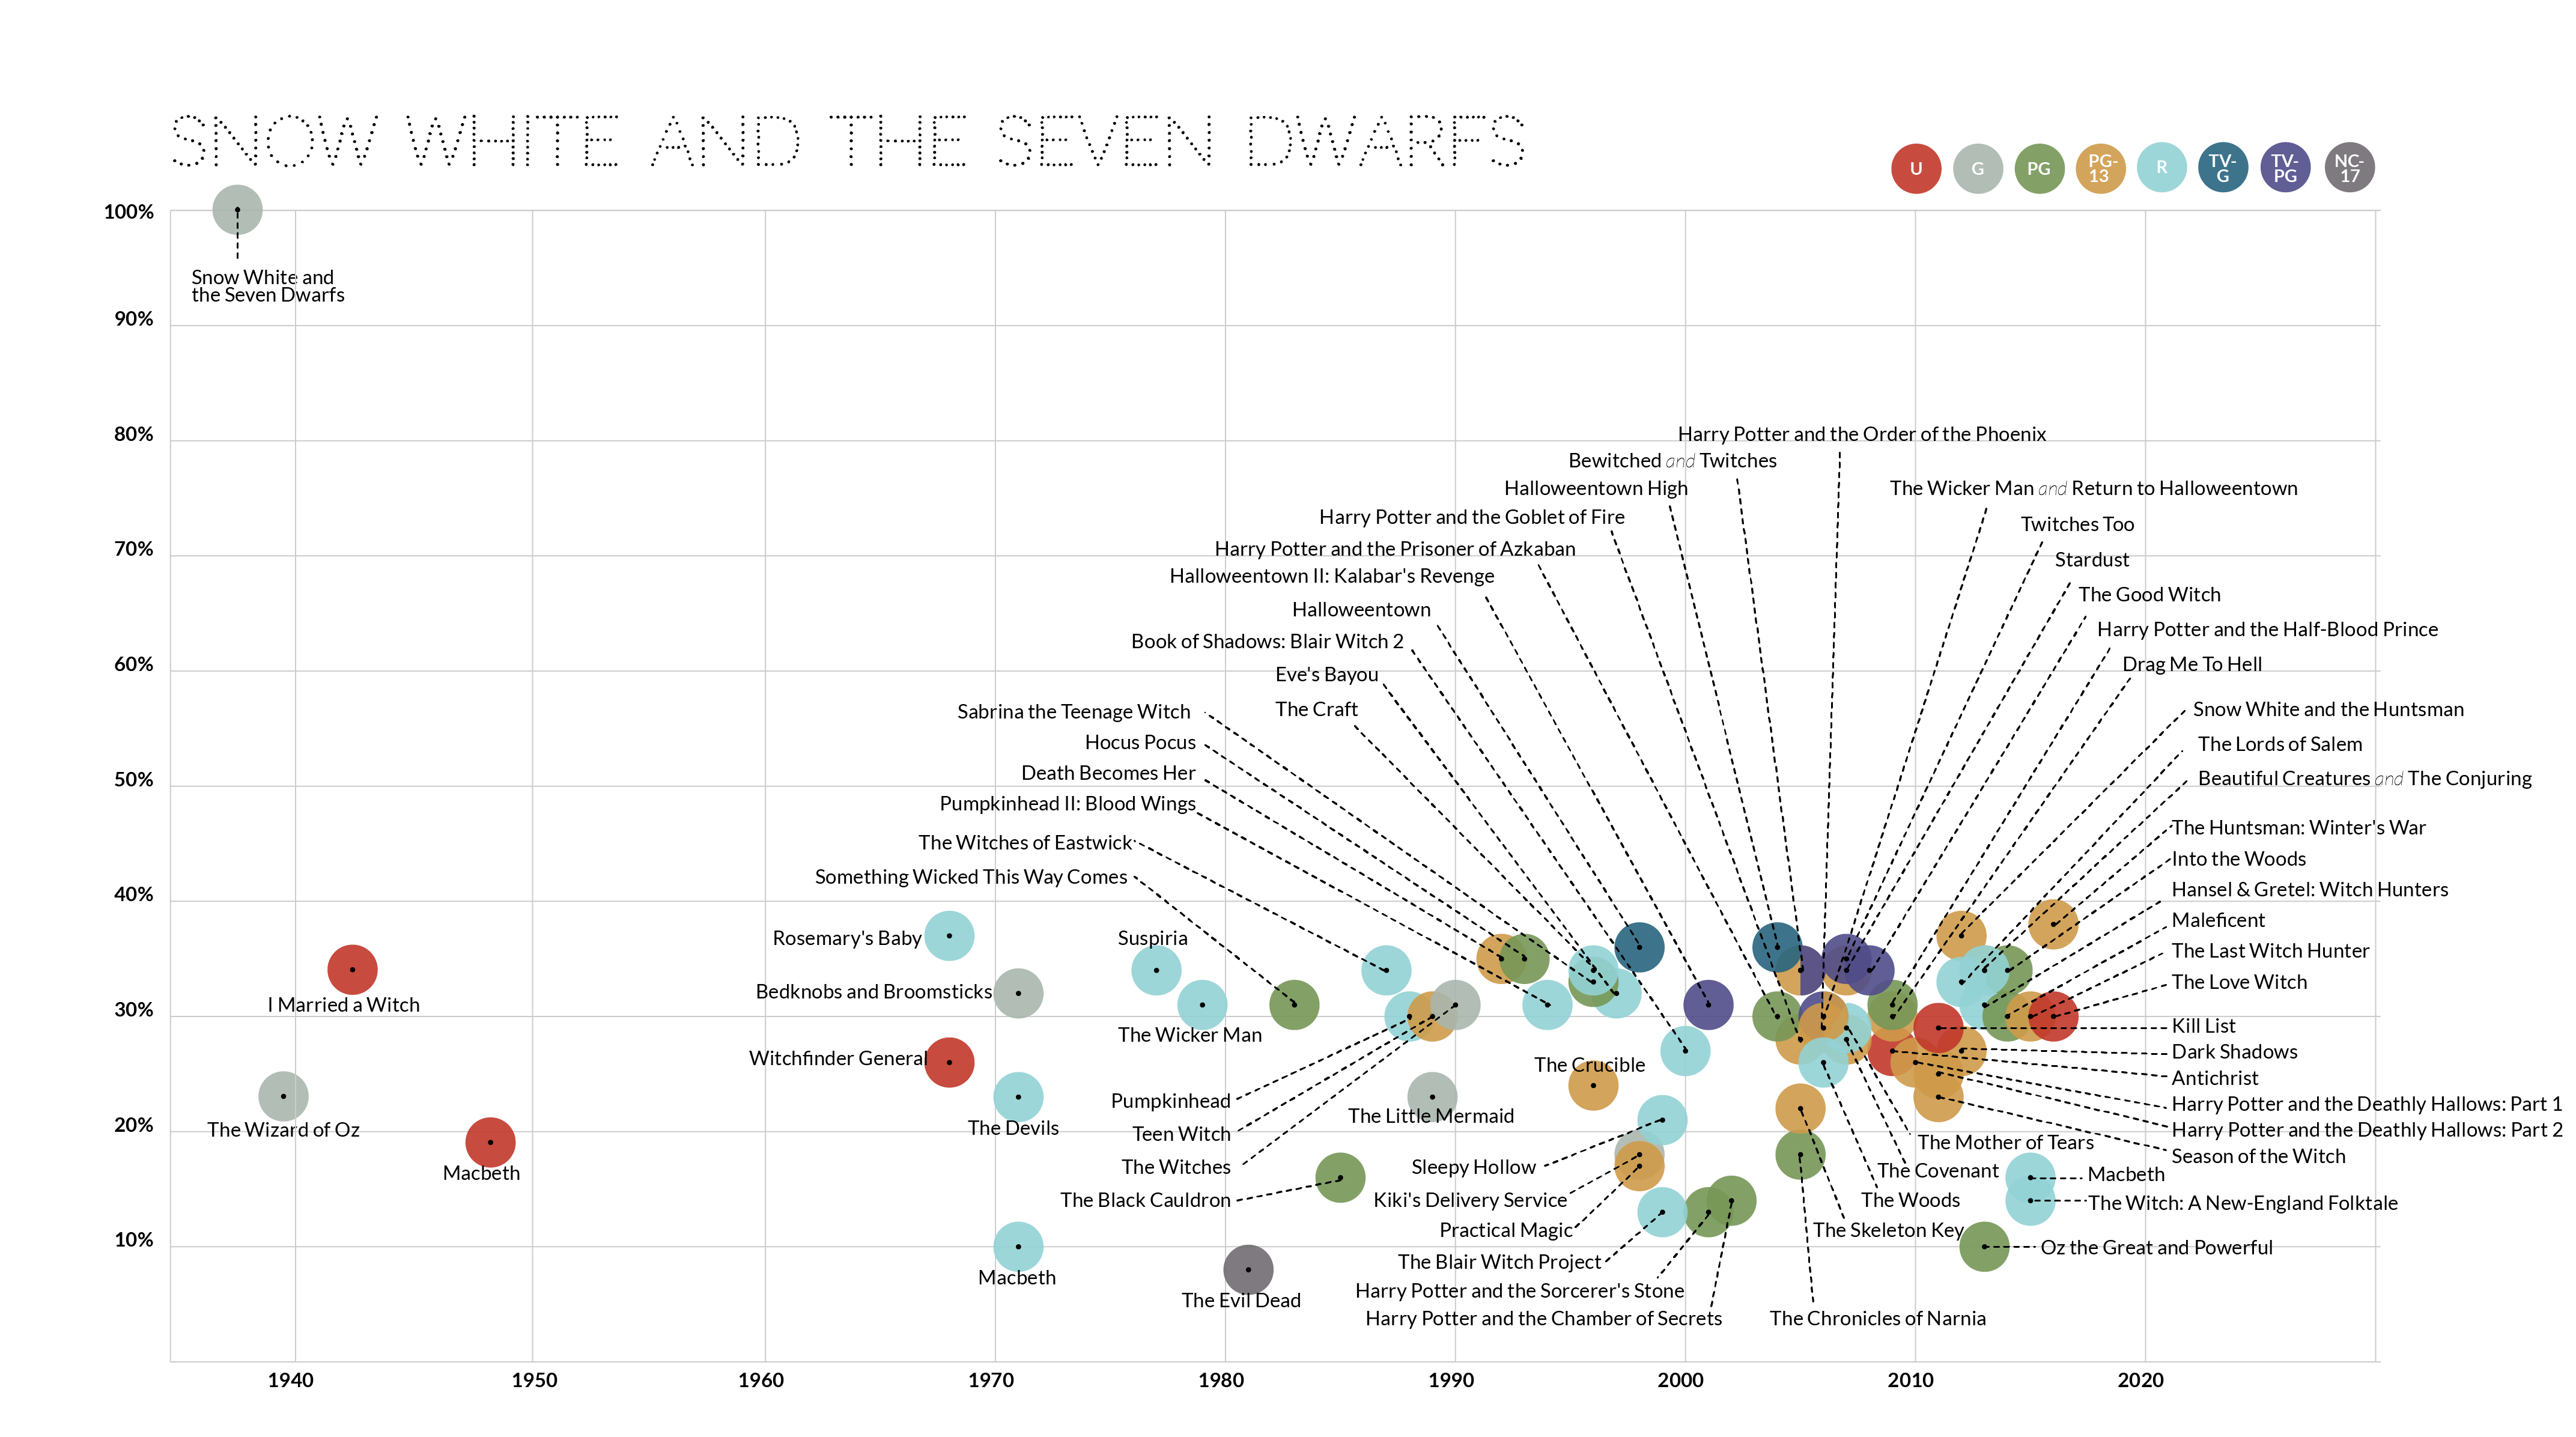 SNOW WHITE AND THE SEVEN DWARFS
U
G
PG
PG-
13
R
TV-
G
TV-
PG
NC-
17
100%
Snow White and
the Seven Dwarfs
90%
80%
Harry Potter and the Order of the Phoenix
Bewitched and Twitches
Halloweentown High
The Wicker Man and Return to Halloweentown
Harry Potter and the Goblet of Fire
Twitches Too
70%
Harry Potter and the Prisoner of Azkaban
Stardust
Halloweentown II: Kalabar's Revenge
The Good Witch
Halloweentown
Harry Potter and the Half-Blood Prince
Book of Shadows: Blair Witch 2
60%
Drag Me To Hell
Eve's Bayou
The Craft
Snow White and the Huntsman
Sabrina the Teenage Witch
Hocus Pocus
The Lords of Salem
Death Becomes Her
50%
Beautiful Creatures and The Conjuring
Pumpkinhead II: Blood Wings
The Huntsman: Winter's War
The Witches of Eastwick
Into the Woods
Something Wicked This Way Comes
40%
Hansel & Gretel: Witch Hunters
Maleficent
Rosemary's Baby
Suspiria
The Last Witch Hunter
The Love Witch
Bedknobs and Broomsticks
I Married a Witch
30%
Kill List
The Wicker Man
Dark Shadows
Witchfinder General
The Crucible
Antichrist
Pumpkinhead
Harry Potter and the Deathly Hallows: Part 1
The Little Mermaid
20%
The Wizard of Oz
The Devils
Teen Witch
Harry Potter and the Deathly Hallows: Part 2
The Mother of Tears
Season of the Witch
Macbeth
The Witches
Sleepy Hollow
The Covenant
Macbeth
The Black Cauldron
Kiki's Delivery Service
The Woods
The Witch: A New-England Folktale
Practical Magic
The Skeleton Key
10%
Oz the Great and Powerful
The Blair Witch Project
Macbeth
Harry Potter and the Sorcerer's Stone
The Evil Dead
Harry Potter and the Chamber of Secrets
The Chronicles of Narnia
1940
1950
1960
1970
1980
1990
2000
2010
2020